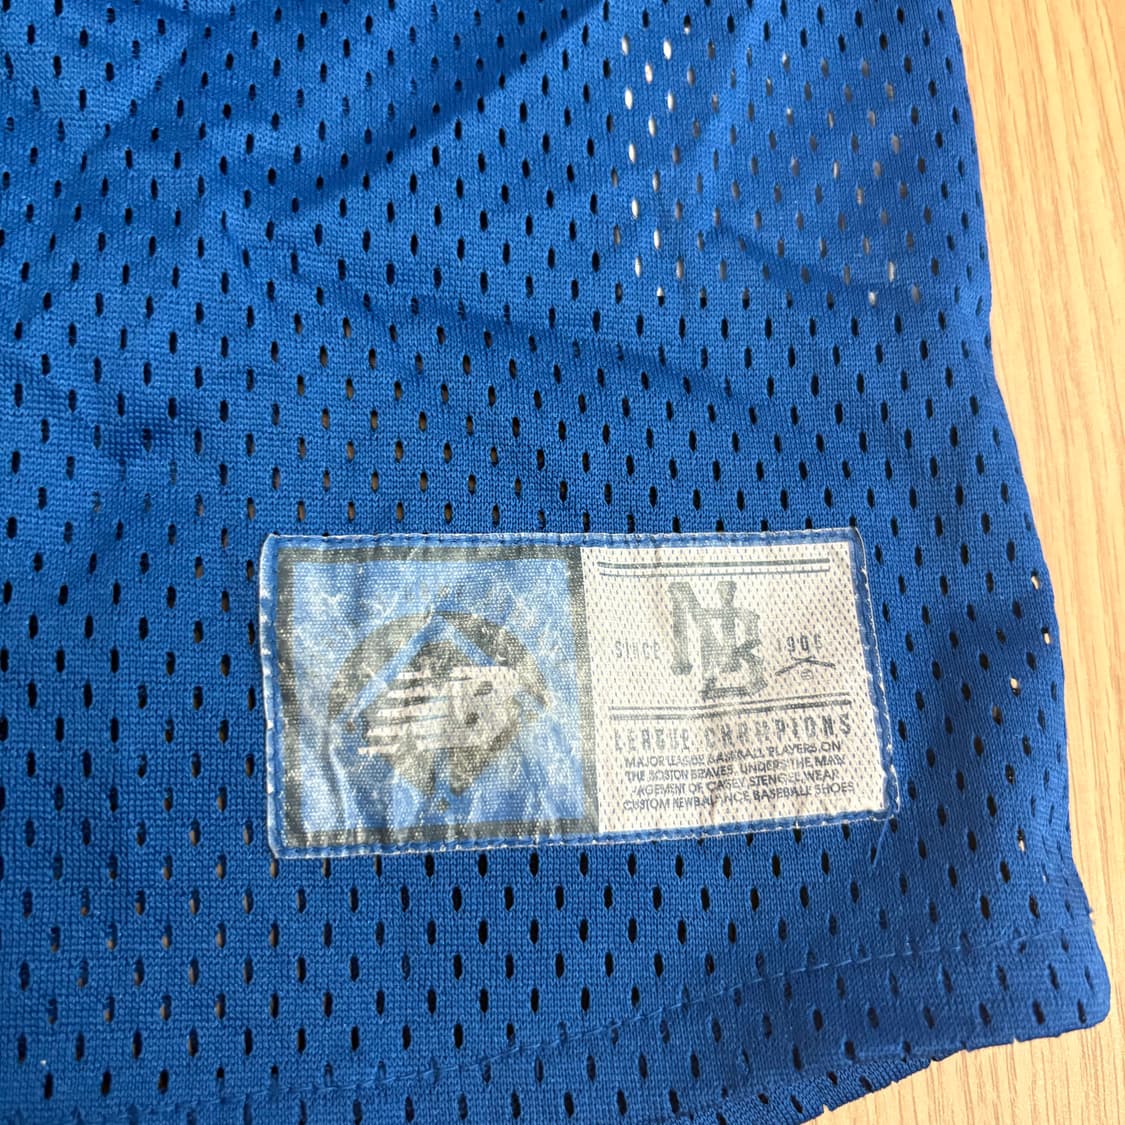 NB
SINCE 1906
LEAGUE CHAMPIONS
MAJOR LEAGUE BASEBALL PLAYERS ON
THE BOSTON BRAVES, UNDER THE MAN-
AGEMENT OF CASEY STENGEL, WEAR
CUSTOM NEW BALANCE BASEBALL SHOES